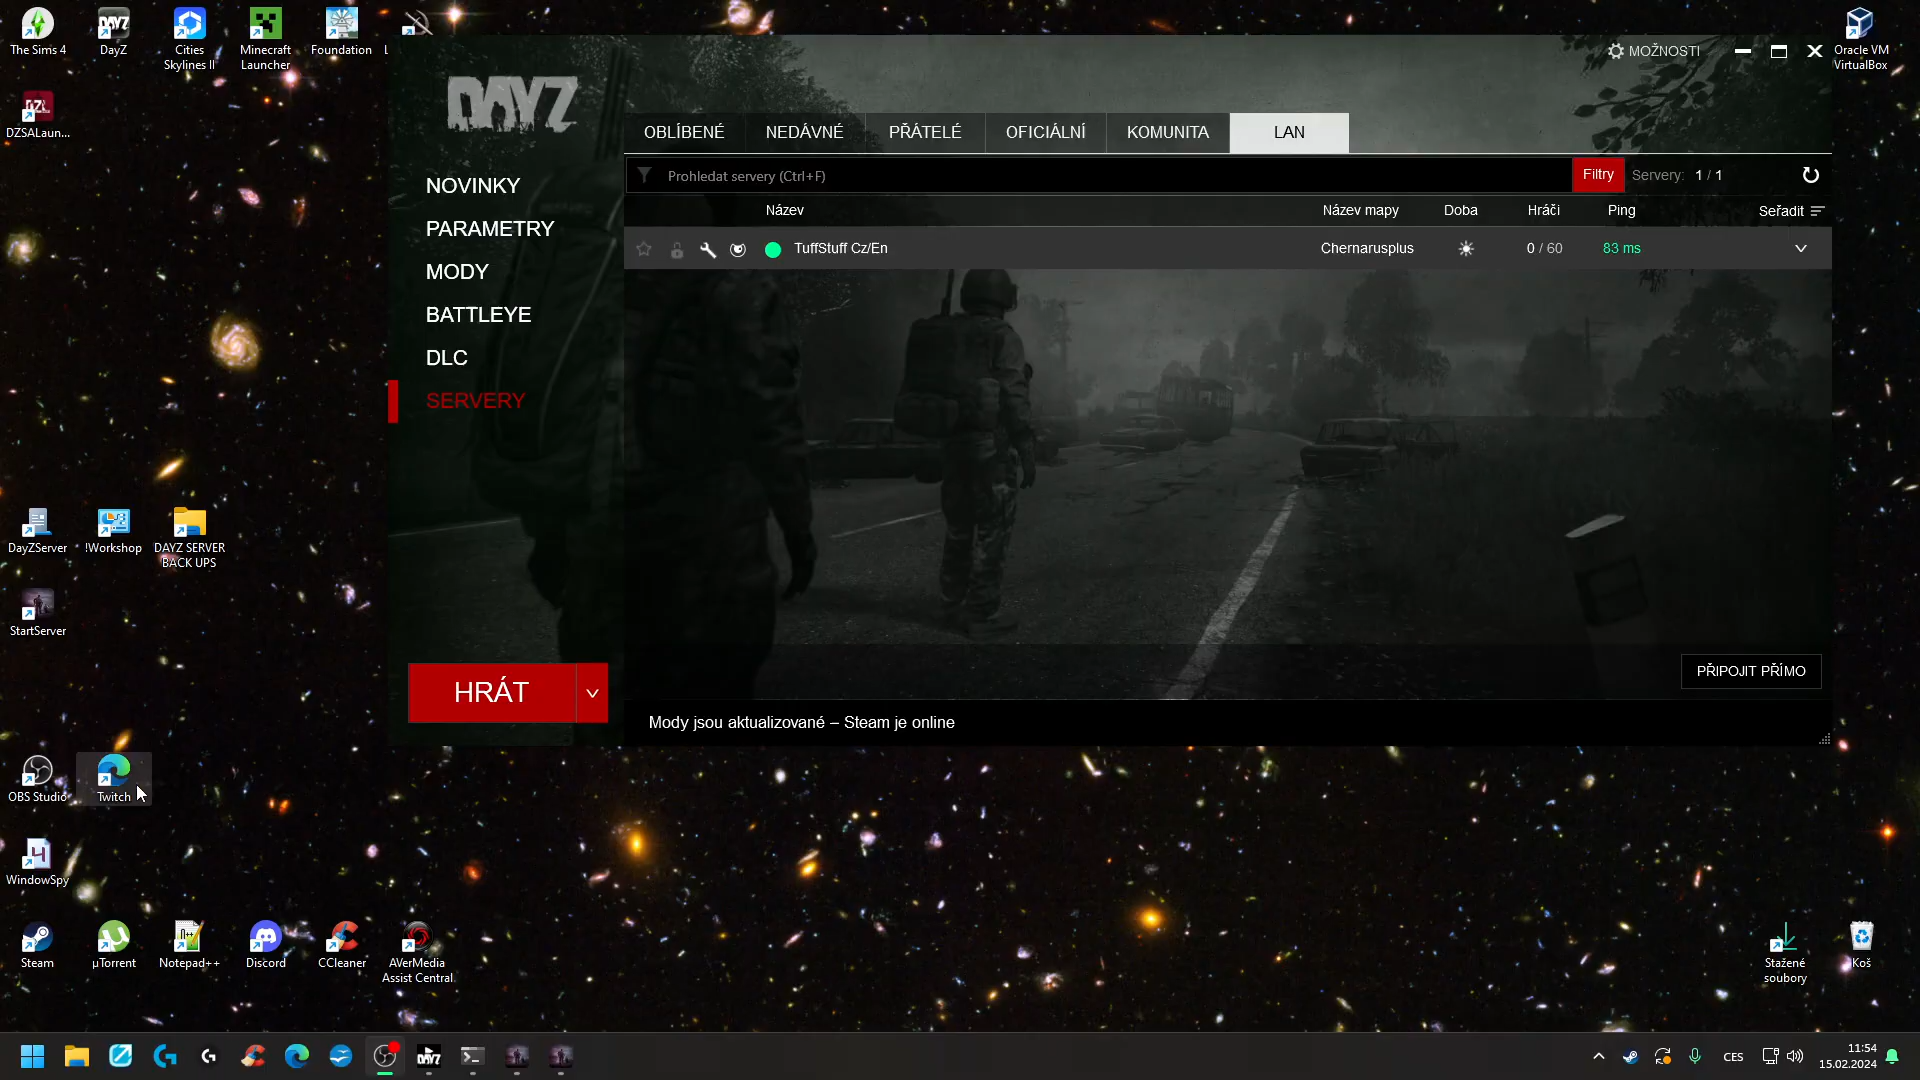 The Sims 4
DayZ
Cities
Skylines II
Minecraft
Launcher
Foundation
L
Oracle VM
VirtualBox
DZSALaun...
DAYZ
MOŽNOSTI
OBLÍBENÉ
NEDÁVNÉ
PŘÁTELÉ
OFICIÁLNÍ
KOMUNITA
LAN
Prohledat servery (Ctrl+F)
Filtry
Servery: 1 / 1
Název
Název mapy
Doba
Hráči
Ping
Seřadit
TuffStuff Cz/En
Chernarusplus
0 / 60
83 ms
NOVINKY
PARAMETRY
MODY
BATTLEYE
DLC
SERVERY
HRÁT
PŘIPOJIT PŘÍMO
Mody jsou aktualizované – Steam je online
DayZServer
!Workshop
DAYZ SERVER
BACK UPS
StartServer
OBS Studio
Twitch
WindowSpy
Steam
µTorrent
Notepad++
Discord
CCleaner
AVerMedia
Assist Central
Stažené
soubory
Koš
CES
11:54
15.02.2024